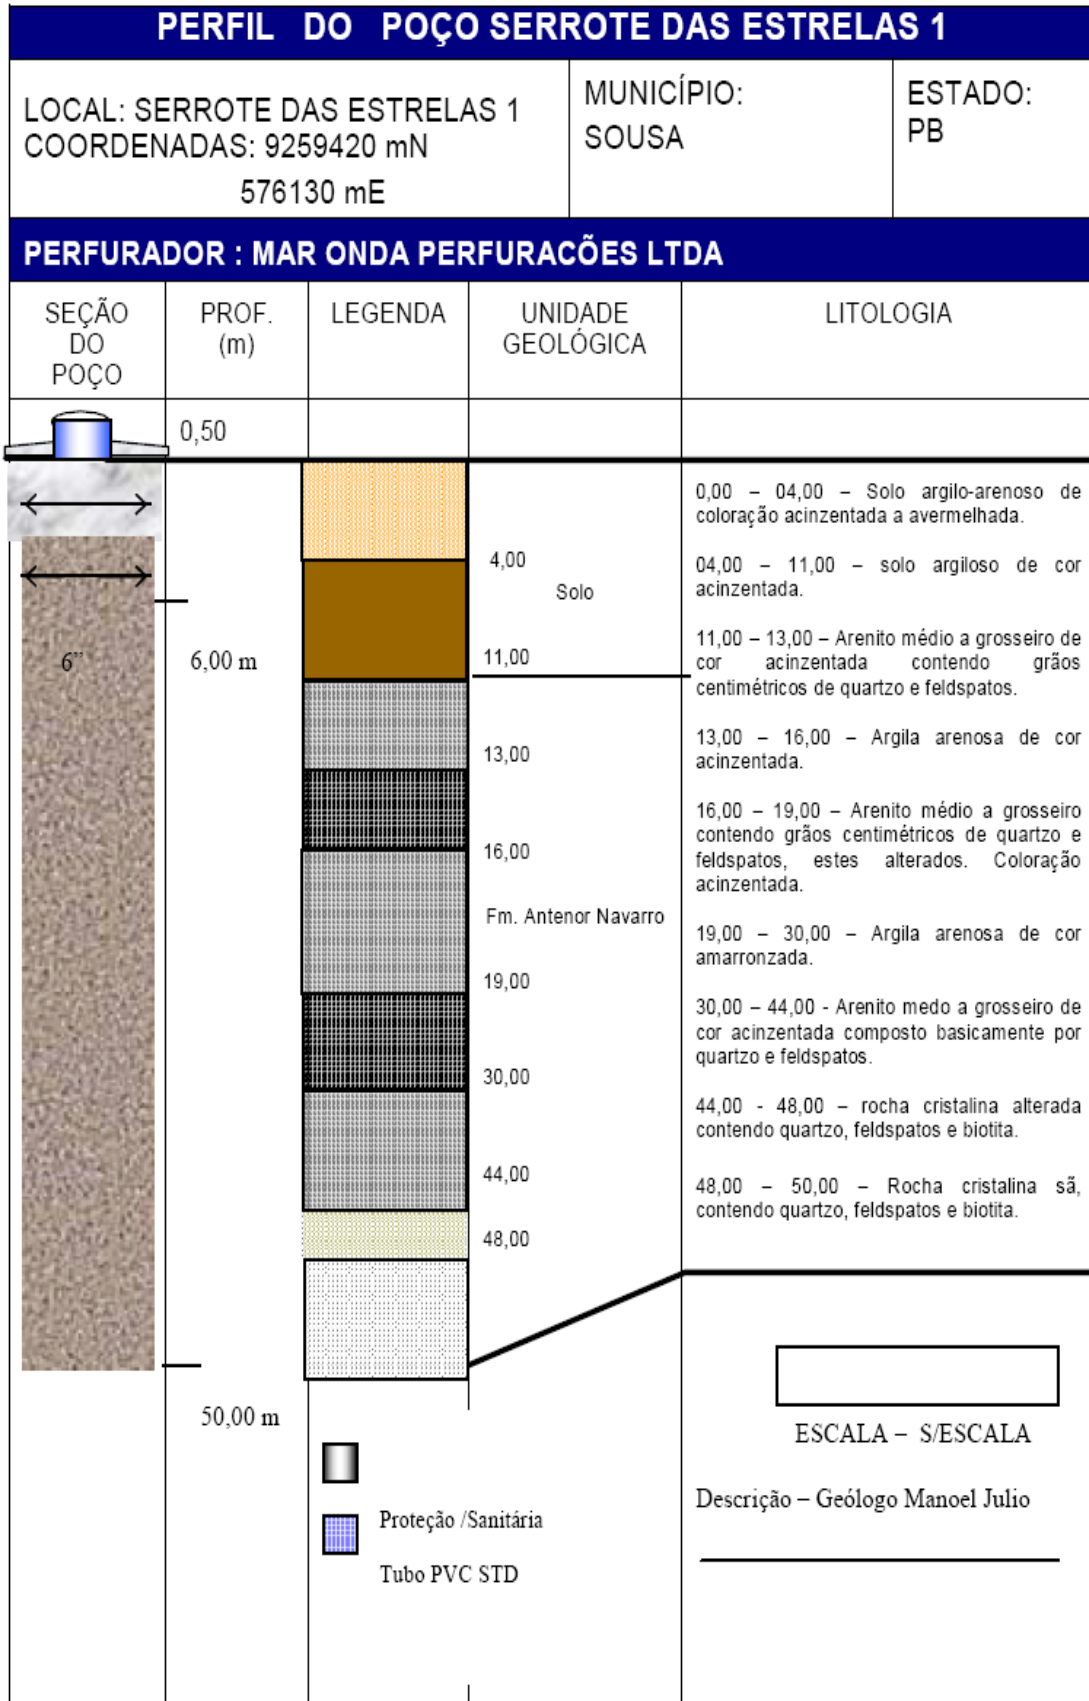 PERFIL DO POÇO SERROTE DAS ESTRELAS 1
LOCAL: SERROTE DAS ESTRELAS 1
COORDENADAS: 9259420 mN
576130 mE
MUNICÍPIO:
SOUSA
ESTADO:
PB
PERFURADOR : MAR ONDA PERFURACÕES LTDA
SEÇÃO
DO
POÇO
PROF.
(m)
LEGENDA
UNIDADE
GEOLÓGICA
LITOLOGIA
0,50
6”
6,00 m
50,00 m
4,00
Solo
11,00
13,00
16,00
Fm. Antenor Navarro
19,00
30,00
44,00
48,00
0,00 – 04,00 – Solo argilo-arenoso de
coloração acinzentada a avermelhada.
04,00 – 11,00 – solo argiloso de cor
acinzentada.
11,00 – 13,00 – Arenito médio a grosseiro de
cor acinzentada contendo grãos
centimétricos de quartzo e feldspatos.
13,00 – 16,00 – Argila arenosa de cor
acinzentada.
16,00 – 19,00 – Arenito médio a grosseiro
contendo grãos centimétricos de quartzo e
feldspatos, estes alterados. Coloração
acinzentada.
19,00 – 30,00 – Argila arenosa de cor
amarronzada.
30,00 – 44,00 - Arenito medo a grosseiro de
cor acinzentada composto basicamente por
quartzo e feldspatos.
44,00 - 48,00 – rocha cristalina alterada
contendo quartzo, feldspatos e biotita.
48,00 – 50,00 – Rocha cristalina sã,
contendo quartzo, feldspatos e biotita.
Proteção /Sanitária
Tubo PVC STD
ESCALA – S/ESCALA
Descrição – Geólogo Manoel Julio